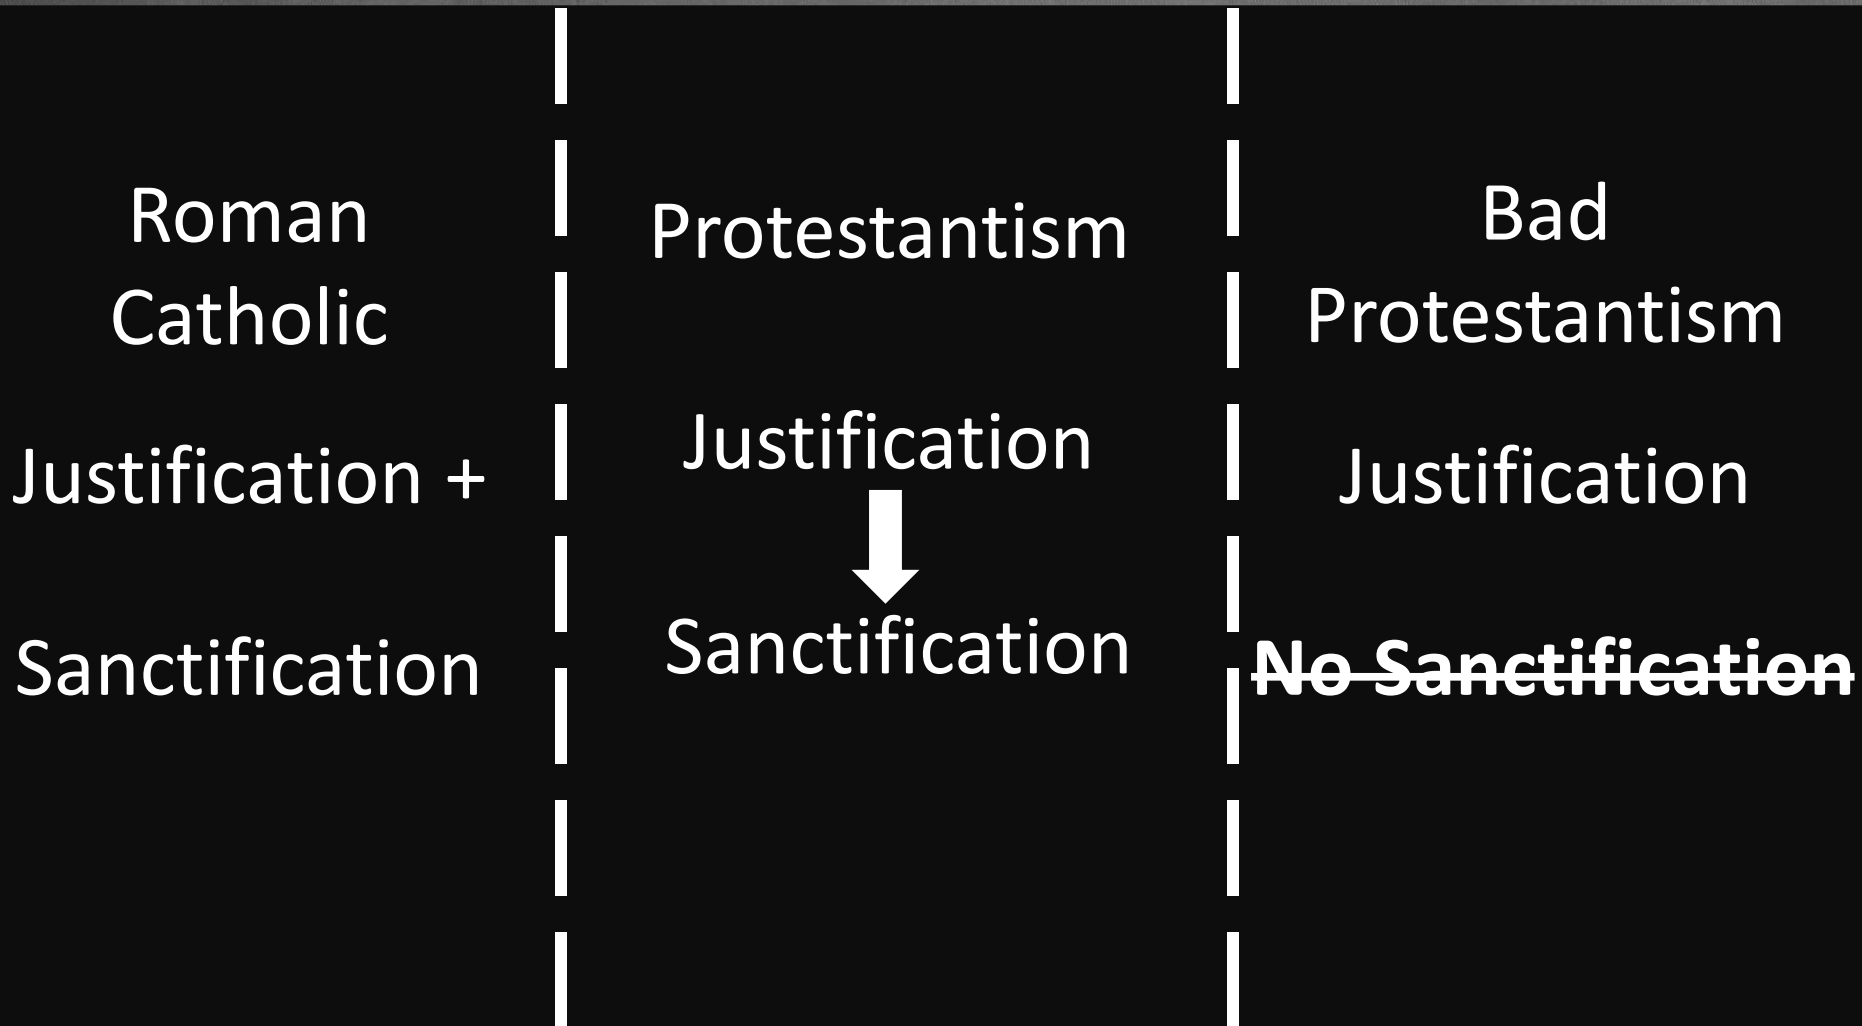 Roman
Catholic
Justification +
Sanctification
Protestantism
Justification
Sanctification
Bad
Protestantism
Justification
No Sanctification